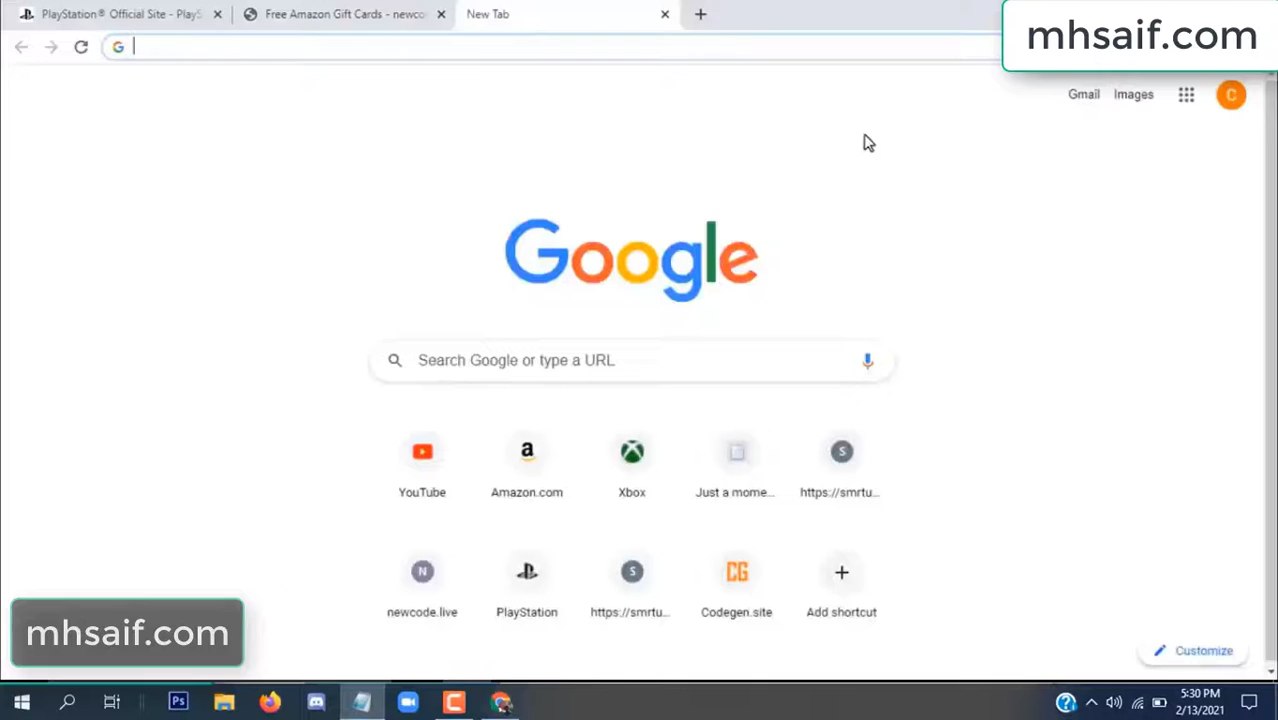 PlayStation® Official Site - PlayS
Free Amazon Gift Cards - newco
New Tab
mhsaif.com
Gmail
Images
C
Google
Search Google or type a URL
YouTube
Amazon.com
Xbox
Just a mome...
S
https://smrtu...
N
newcode.live
PlayStation
S
https://smrtu...
CG
Codegen.site
Add shortcut
mhsaif.com
Customize
Ps
5:30 PM
2/13/2021